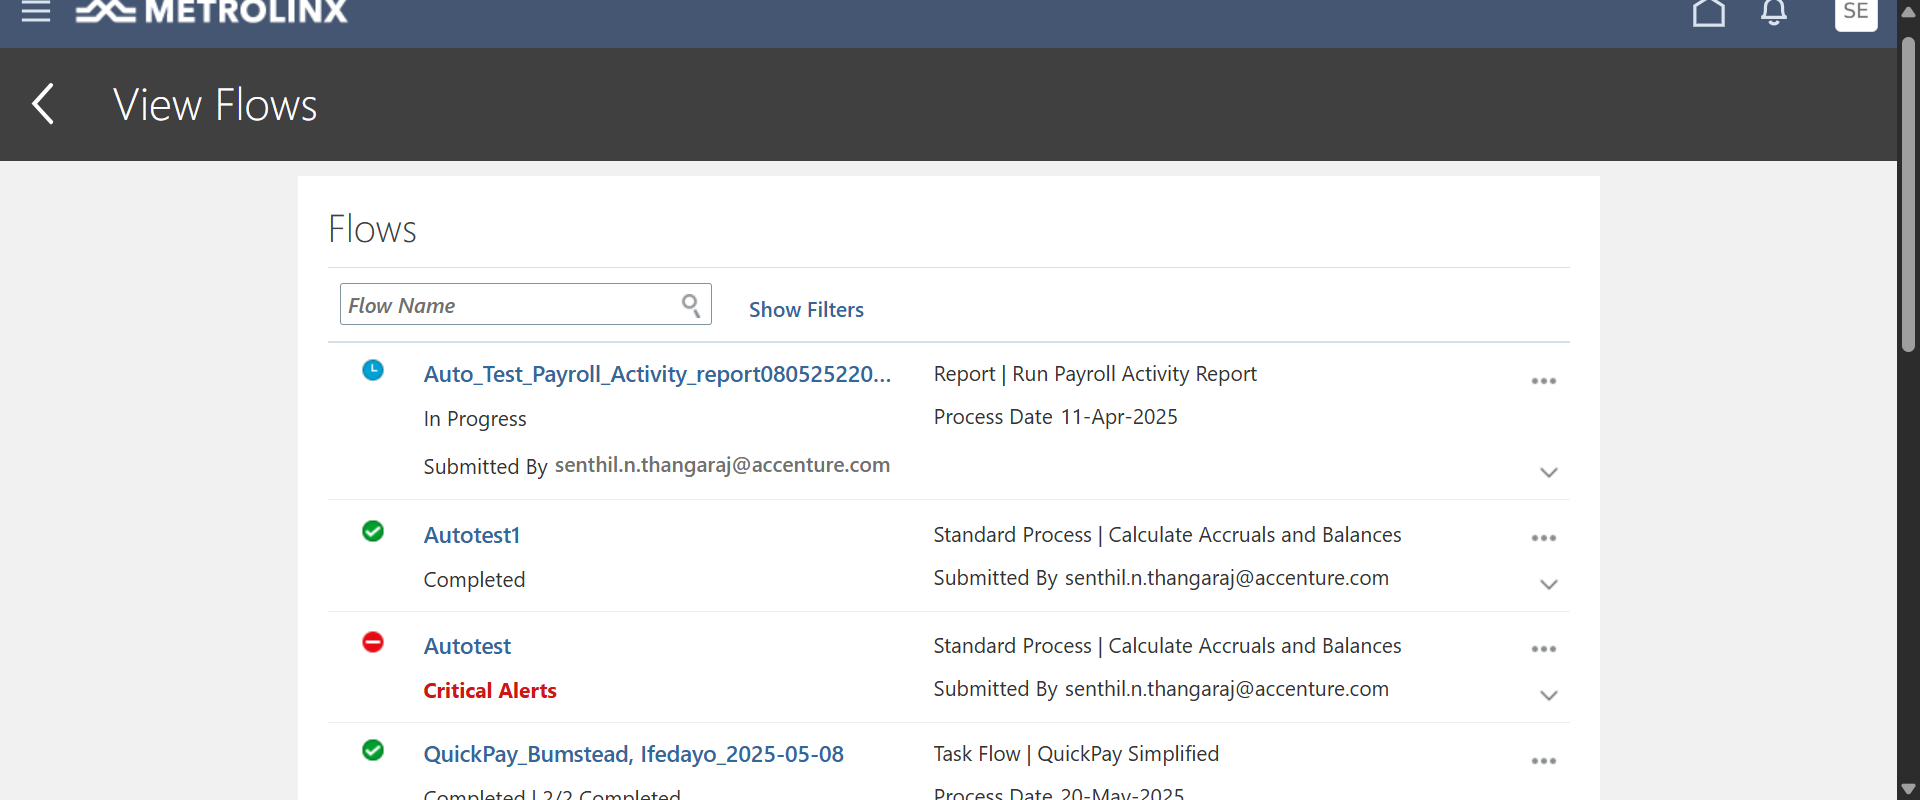 METROLINX
SE
View Flows
Flows
Flow Name
Show Filters
Auto_Test_Payroll_Activity_report080525220...
Report | Run Payroll Activity Report
In Progress
Process Date 11-Apr-2025
Submitted By senthil.n.thangaraj@accenture.com
Autotest1
Standard Process | Calculate Accruals and Balances
Completed
Submitted By senthil.n.thangaraj@accenture.com
Autotest
Standard Process | Calculate Accruals and Balances
Critical Alerts
Submitted By senthil.n.thangaraj@accenture.com
QuickPay_Bumstead, Ifedayo_2025-05-08
Task Flow | QuickPay Simplified
Completed | 2/2 Completed
Process Date 20-May-2025